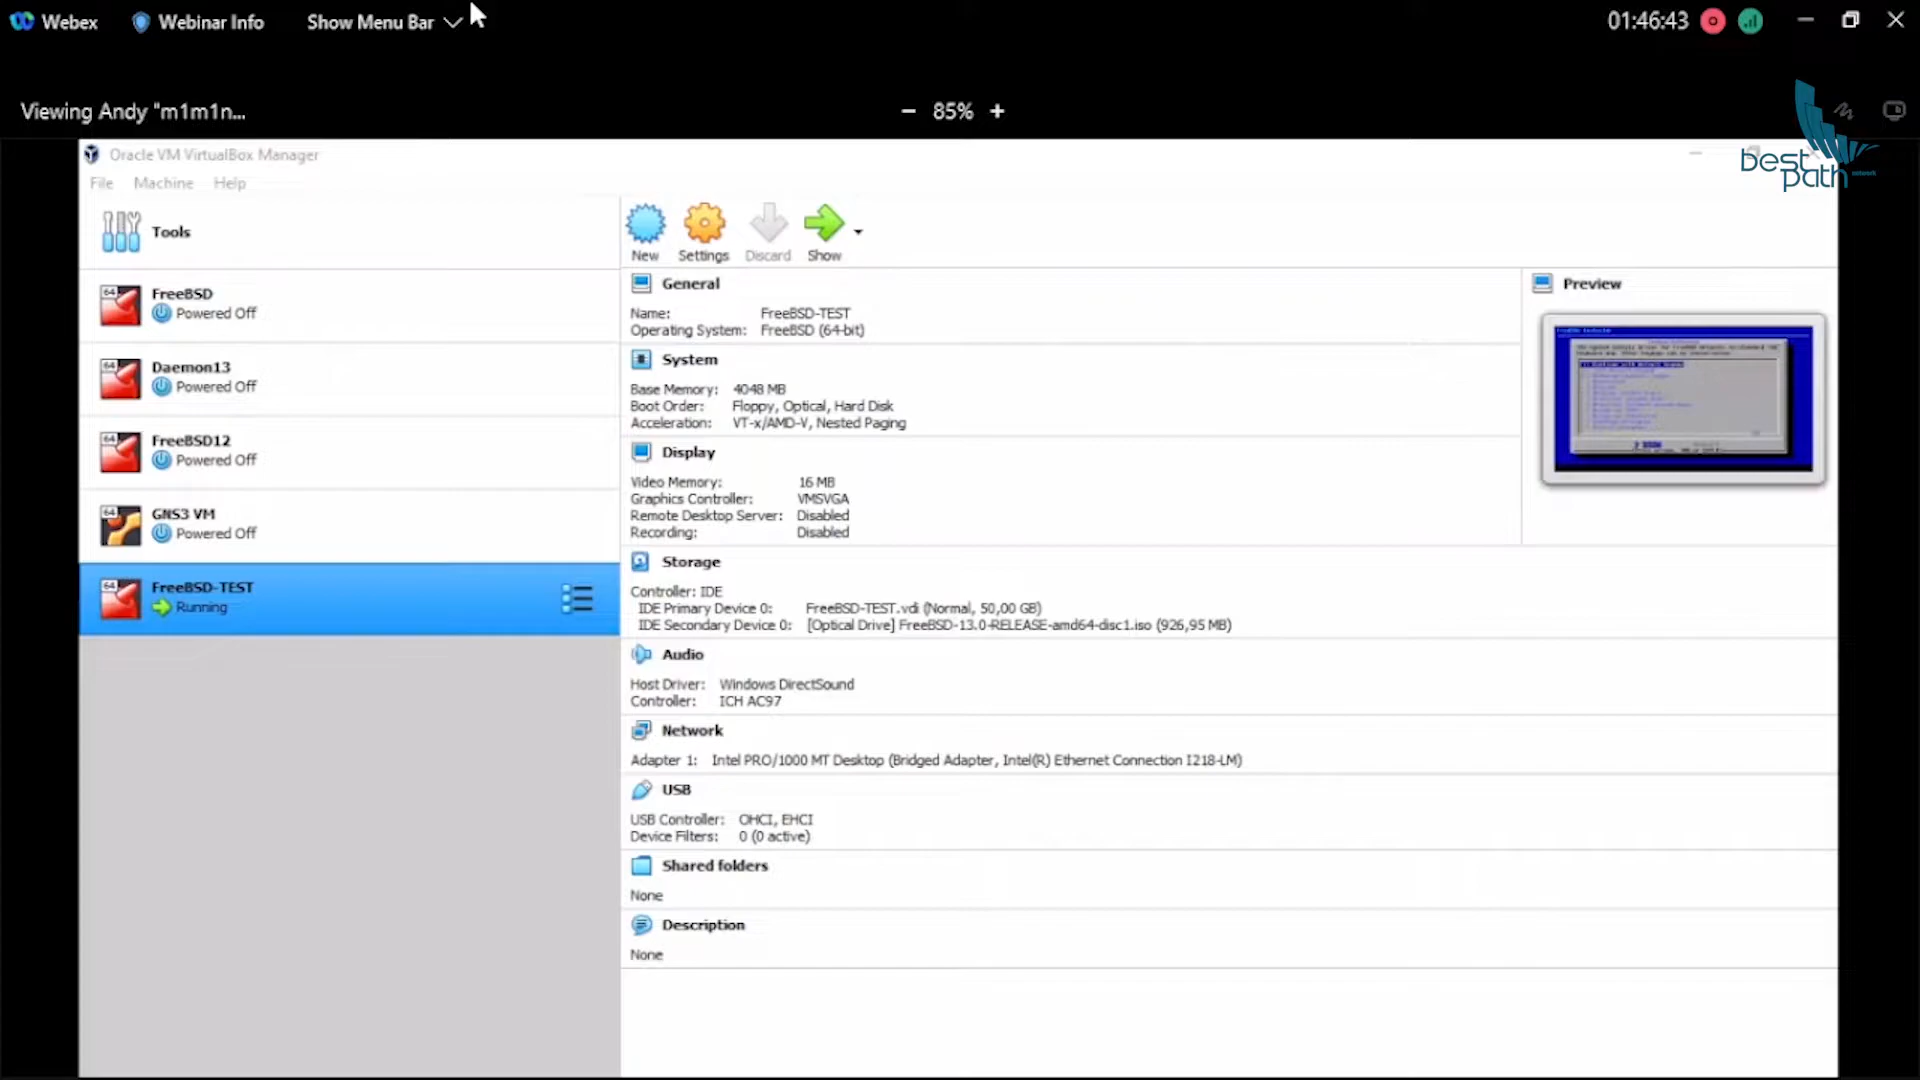 Webex Webinar Info Show Menu Bar 01:46:43
Viewing Andy "m1m1n... 85%
best path network
Oracle VM VirtualBox Manager
File Machine Help
Tools
New Settings Discard Show
64 FreeBSD
Powered Off
64 Daemon13
Powered Off
64 FreeBSD12
Powered Off
64 GNS3 VM
Powered Off
64 FreeBSD-TEST
Running
General
Name: FreeBSD-TEST
Operating System: FreeBSD (64-bit)
System
Base Memory: 4048 MB
Boot Order: Floppy, Optical, Hard Disk
Acceleration: VT-x/AMD-V, Nested Paging
Display
Video Memory: 16 MB
Graphics Controller: VMSVGA
Remote Desktop Server: Disabled
Recording: Disabled
Storage
Controller: IDE
IDE Primary Device 0: FreeBSD-TEST.vdi (Normal, 50,00 GB)
IDE Secondary Device 0: [Optical Drive] FreeBSD-13.0-RELEASE-amd64-disc1.iso (926,95 MB)
Audio
Host Driver: Windows DirectSound
Controller: ICH AC97
Network
Adapter 1: Intel PRO/1000 MT Desktop (Bridged Adapter, Intel(R) Ethernet Connection I218-LM)
USB
USB Controller: OHCI, EHCI
Device Filters: 0 (0 active)
Shared folders
None
Description
None
Preview